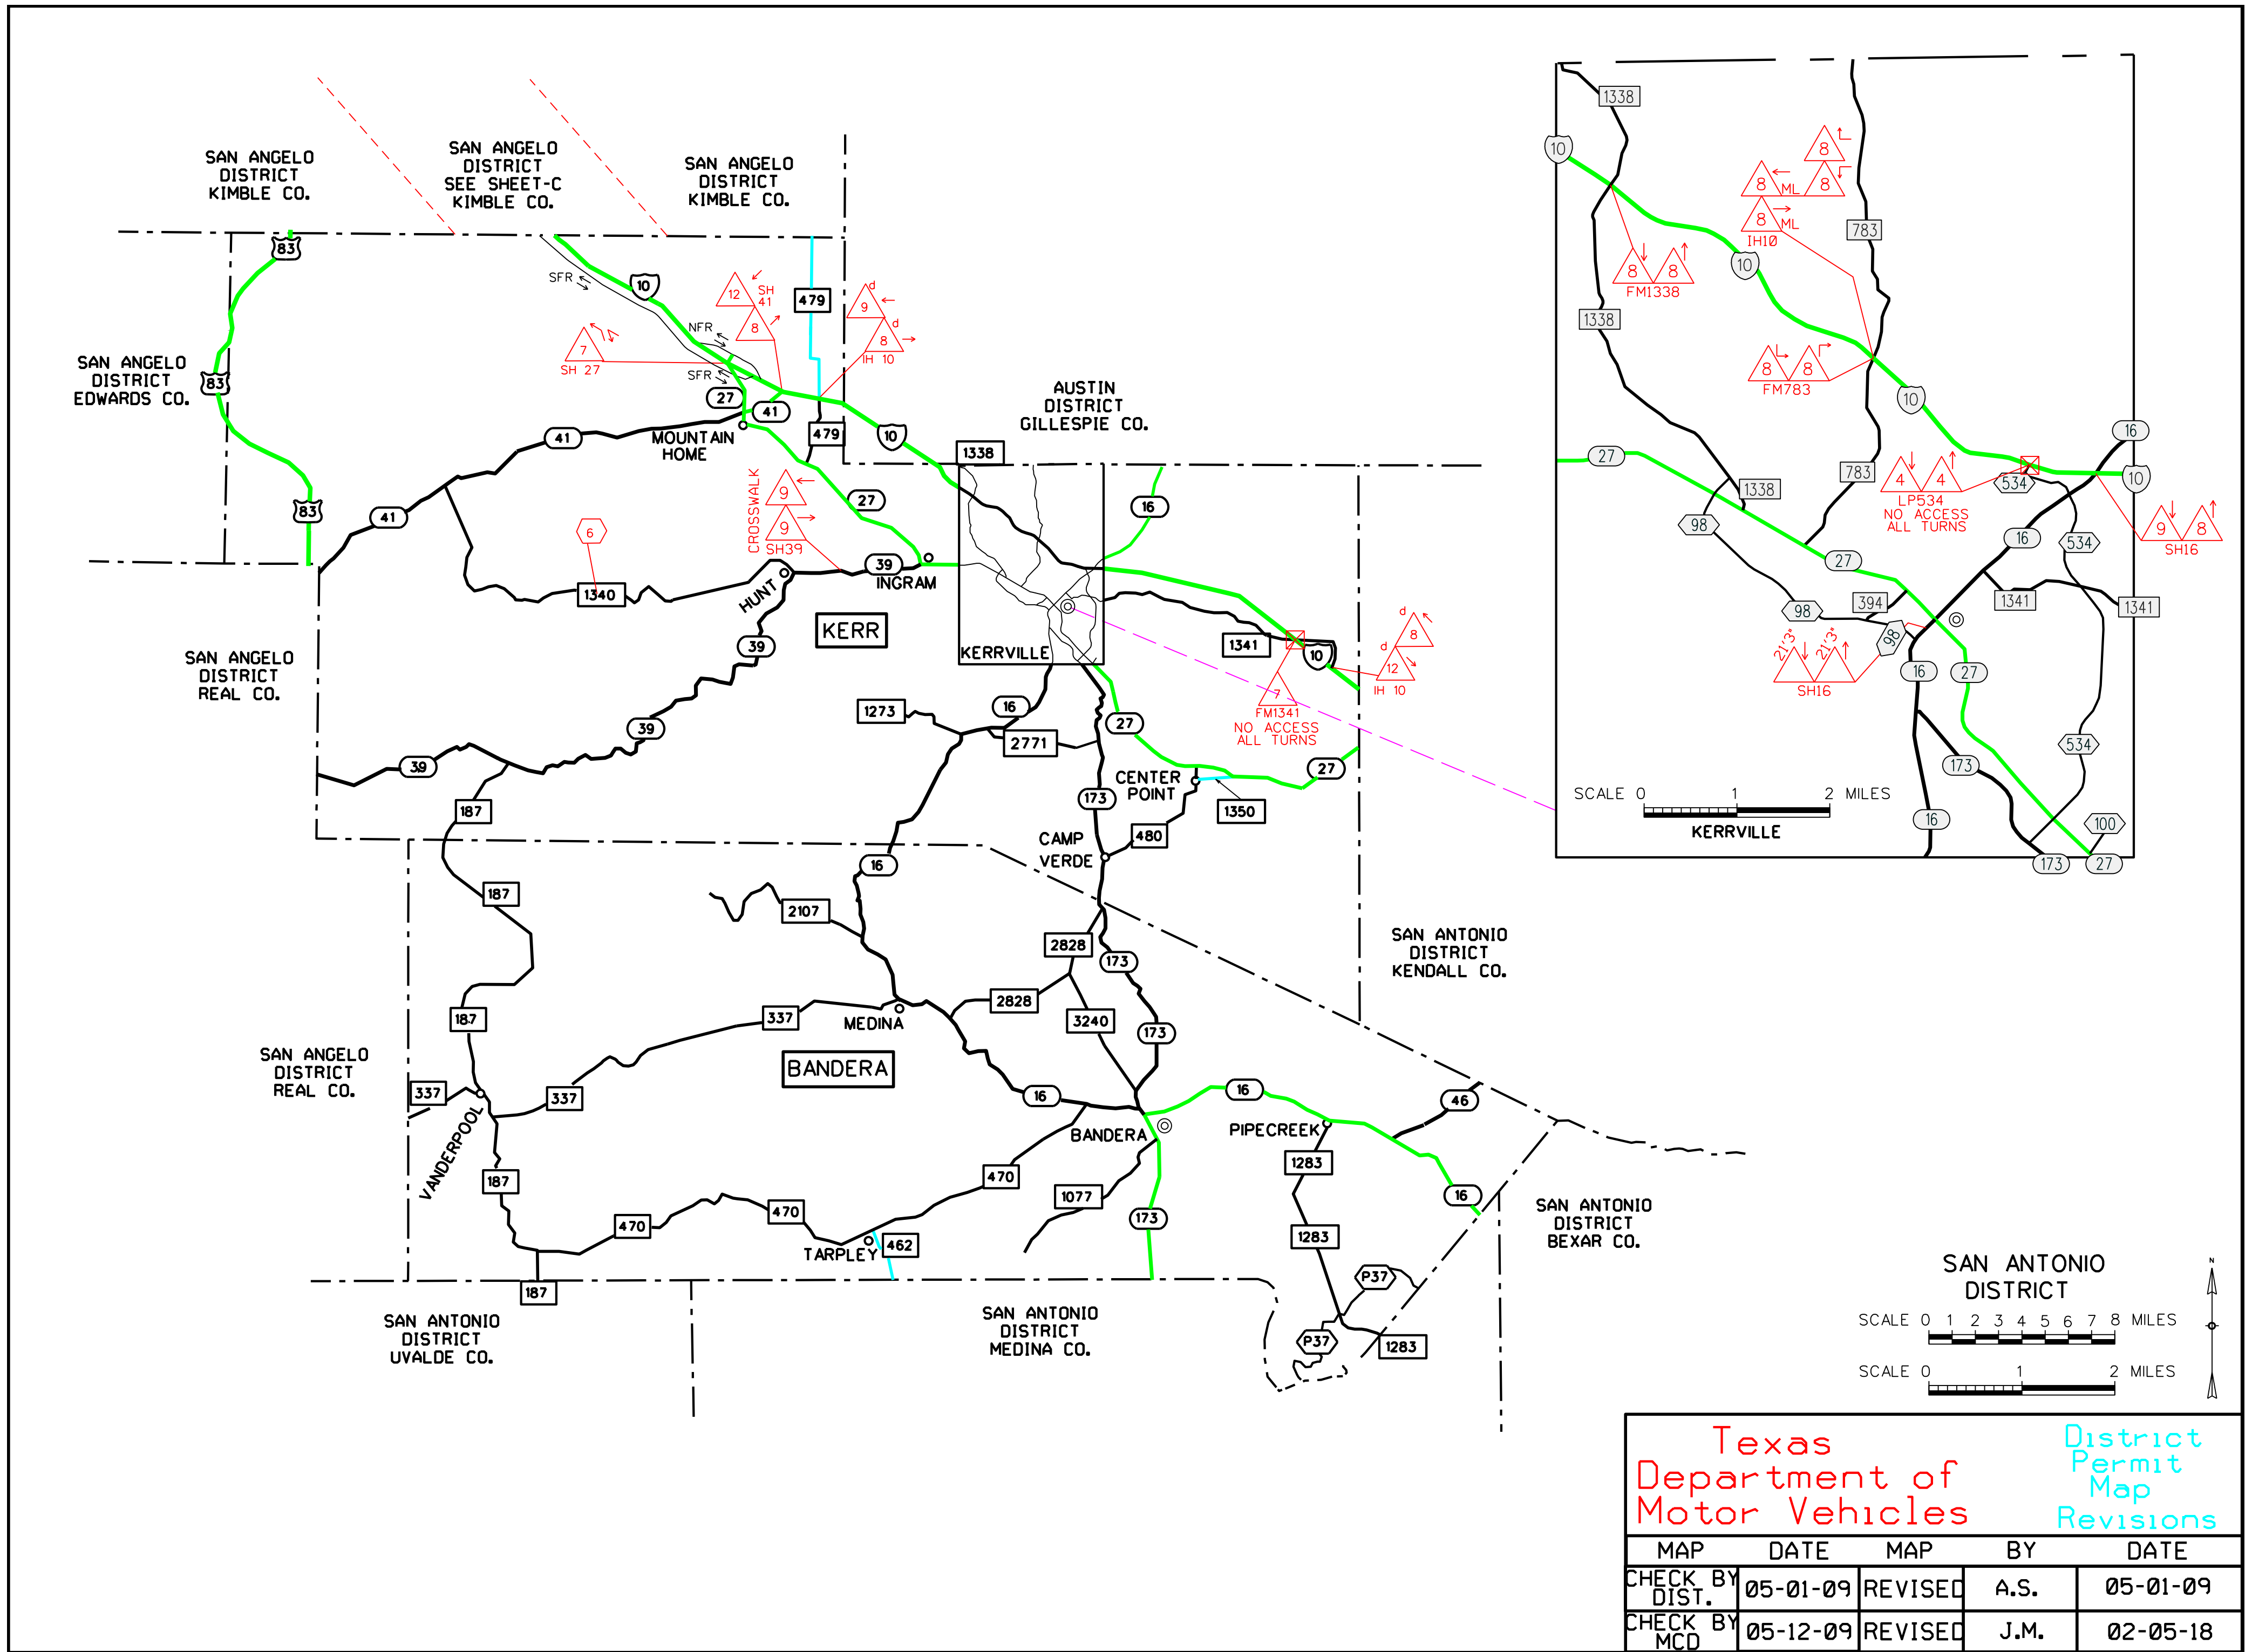 SAN ANGELO
DISTRICT
KIMBLE CO.
SAN ANGELO
DISTRICT
SEE SHEET-C
KIMBLE CO.
SAN ANGELO
DISTRICT
KIMBLE CO.
83
SFR
10
NFR
SFR
12
SH
41
8
479
d
9
d
8
IH 10
7
SH 27
SAN ANGELO
DISTRICT
EDWARDS CO.
83
83
27
41
41
MOUNTAIN
HOME
479
10
AUSTIN
DISTRICT
GILLESPIE CO.
1338
41
6
CROSSWALK
9
9
SH39
27
16
39
INGRAM
1340
HUNT
KERR
KERRVILLE
39
39
39
SAN ANGELO
DISTRICT
REAL CO.
1341
10
d
8
d
12
IH 10
7
FM1341
NO ACCESS
ALL TURNS
1273
16
2771
27
27
CENTER
POINT
1350
173
480
CAMP
VERDE
187
16
187
2107
2828
173
2828
3240
173
SAN ANTONIO
DISTRICT
KENDALL CO.
187
337
MEDINA
BANDERA
SAN ANGELO
DISTRICT
REAL CO.
337
337
VANDERPOOL
16
16
46
BANDERA
PIPECREEK
1283
187
470
1077
16
470
470
173
TARPLEY
462
1283
SAN ANTONIO
DISTRICT
BEXAR CO.
187
P37
P37
1283
SAN ANTONIO
DISTRICT
UVALDE CO.
SAN ANTONIO
DISTRICT
MEDINA CO.
1338
10
8
8
ML
8
8
ML
IH10
783
8
8
FM1338
10
1338
8
8
FM783
10
16
27
783
4
4
LP534
NO ACCESS
ALL TURNS
534
10
1338
98
9
8
SH16
16
534
27
394
98
98
1341
1341
21'3"
21'3"
SH16
16
27
173
534
SCALE 0 1 2 MILES
KERRVILLE
16
100
173
27
SAN ANTONIO
DISTRICT
SCALE 0 1 2 3 4 5 6 7 8 MILES
SCALE 0 1 2 MILES
N
Texas
Department of
Motor Vehicles
District
Permit
Map
Revisions
MAP DATE MAP BY DATE
CHECK BY
DIST.
05-01-09 REVISED A.S. 05-01-09
CHECK BY
MCD
05-12-09 REVISED J.M. 02-05-18